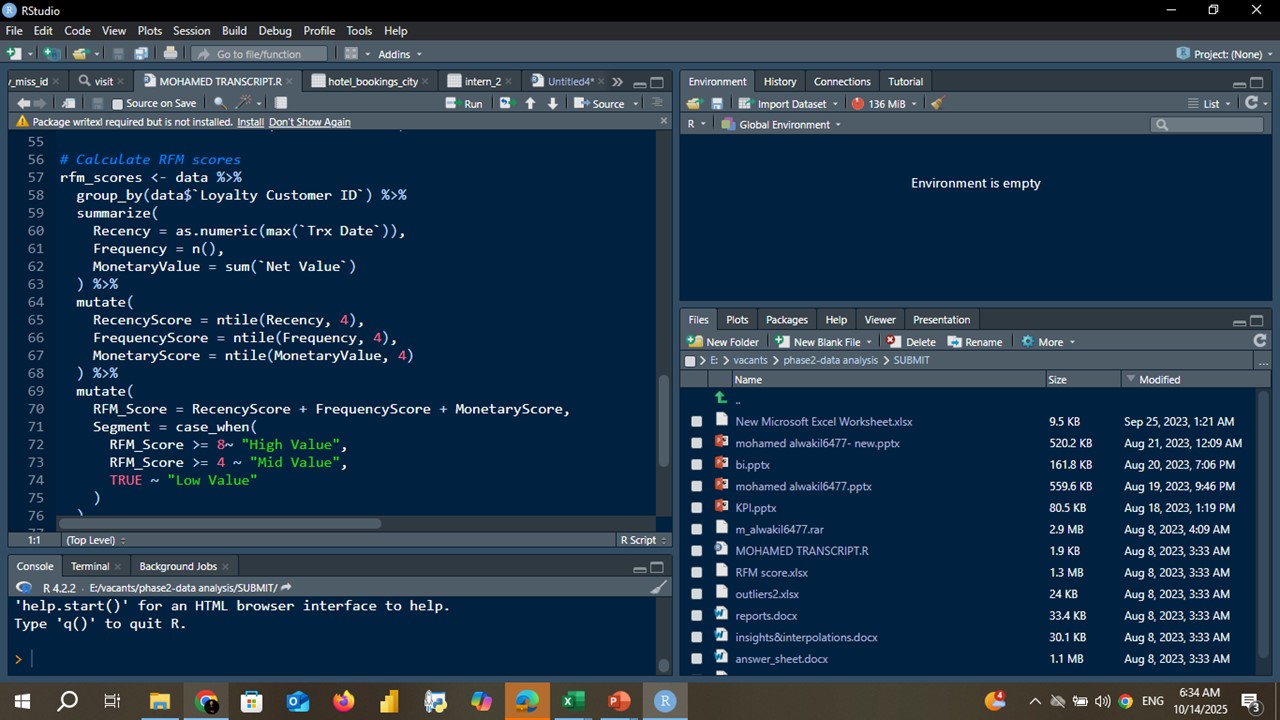 RStudio
File Edit Code View Plots Session Build Debug Profile Tools Help
Go to file/function
Addins
Project: (None)
y_miss_id
visit
MOHAMED TRANSCRIPT.R
hotel_bookings_city
intern_2
Untitled4*
Source on Save
Run
Source
Package writexl required but is not installed. Install Don't Show Again
55
56 # Calculate RFM scores
57 rfm_scores <- data %>%
58 group_by(data$`Loyalty Customer ID`) %>%
59 summarize(
60 Recency = as.numeric(max(`Trx Date`)),
61 Frequency = n(),
62 MonetaryValue = sum(`Net Value`)
63 ) %>%
64 mutate(
65 RecencyScore = ntile(Recency, 4),
66 FrequencyScore = ntile(Frequency, 4),
67 MonetaryScore = ntile(MonetaryValue, 4)
68 ) %>%
69 mutate(
70 RFM_Score = RecencyScore + FrequencyScore + MonetaryScore,
71 Segment = case_when(
72 RFM_Score >= 8~ "High Value",
73 RFM_Score >= 4 ~ "Mid Value",
74 TRUE ~ "Low Value"
75 )
76 )
77
1:1 (Top Level) R Script
Console Terminal Background Jobs
R 4.2.2 · E:/vacants/phase2-data analysis/SUBMIT/
'help.start()' for an HTML browser interface to help.
Type 'q()' to quit R.
>
Environment History Connections Tutorial
Import Dataset 136 MiB List
R Global Environment
Environment is empty
Files Plots Packages Help Viewer Presentation
New Folder New Blank File Delete Rename More
E: vacants phase2-data analysis SUBMIT ...
Name Size Modified
..
New Microsoft Excel Worksheet.xlsx 9.5 KB Sep 25, 2023, 1:21 AM
mohamed alwakil6477- new.pptx 520.2 KB Aug 21, 2023, 12:09 AM
bi.pptx 161.8 KB Aug 20, 2023, 7:06 PM
mohamed alwakil6477.pptx 559.6 KB Aug 19, 2023, 9:46 PM
KPI.pptx 80.5 KB Aug 18, 2023, 1:19 PM
m_alwakil6477.rar 2.9 MB Aug 8, 2023, 4:09 AM
MOHAMED TRANSCRIPT.R 1.9 KB Aug 8, 2023, 3:33 AM
RFM score.xlsx 1.3 MB Aug 8, 2023, 3:33 AM
outliers2.xlsx 24 KB Aug 8, 2023, 3:33 AM
reports.docx 33.4 KB Aug 8, 2023, 3:33 AM
insights&interpolations.docx 30.1 KB Aug 8, 2023, 3:33 AM
answer_sheet.docx 1.1 MB Aug 8, 2023, 3:33 AM
4
ENG
6:34 AM
10/14/2025
3